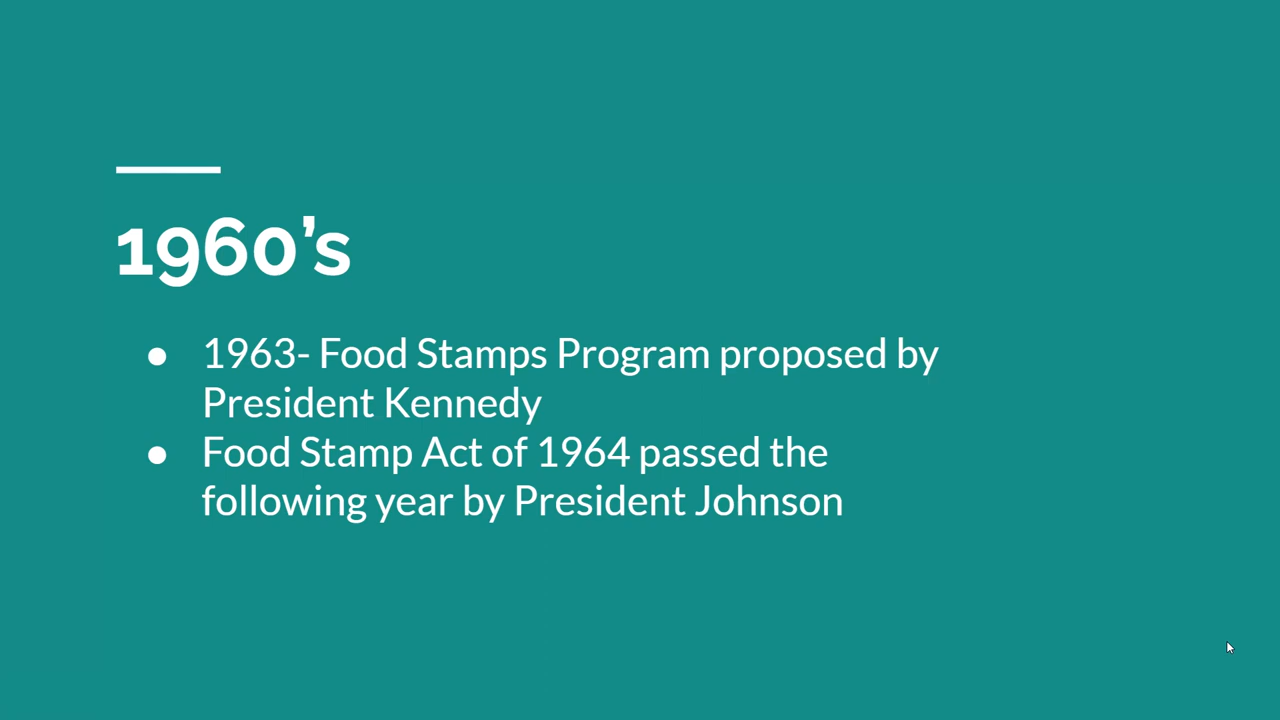 1960’s
● 1963- Food Stamps Program proposed by
President Kennedy
● Food Stamp Act of 1964 passed the
following year by President Johnson